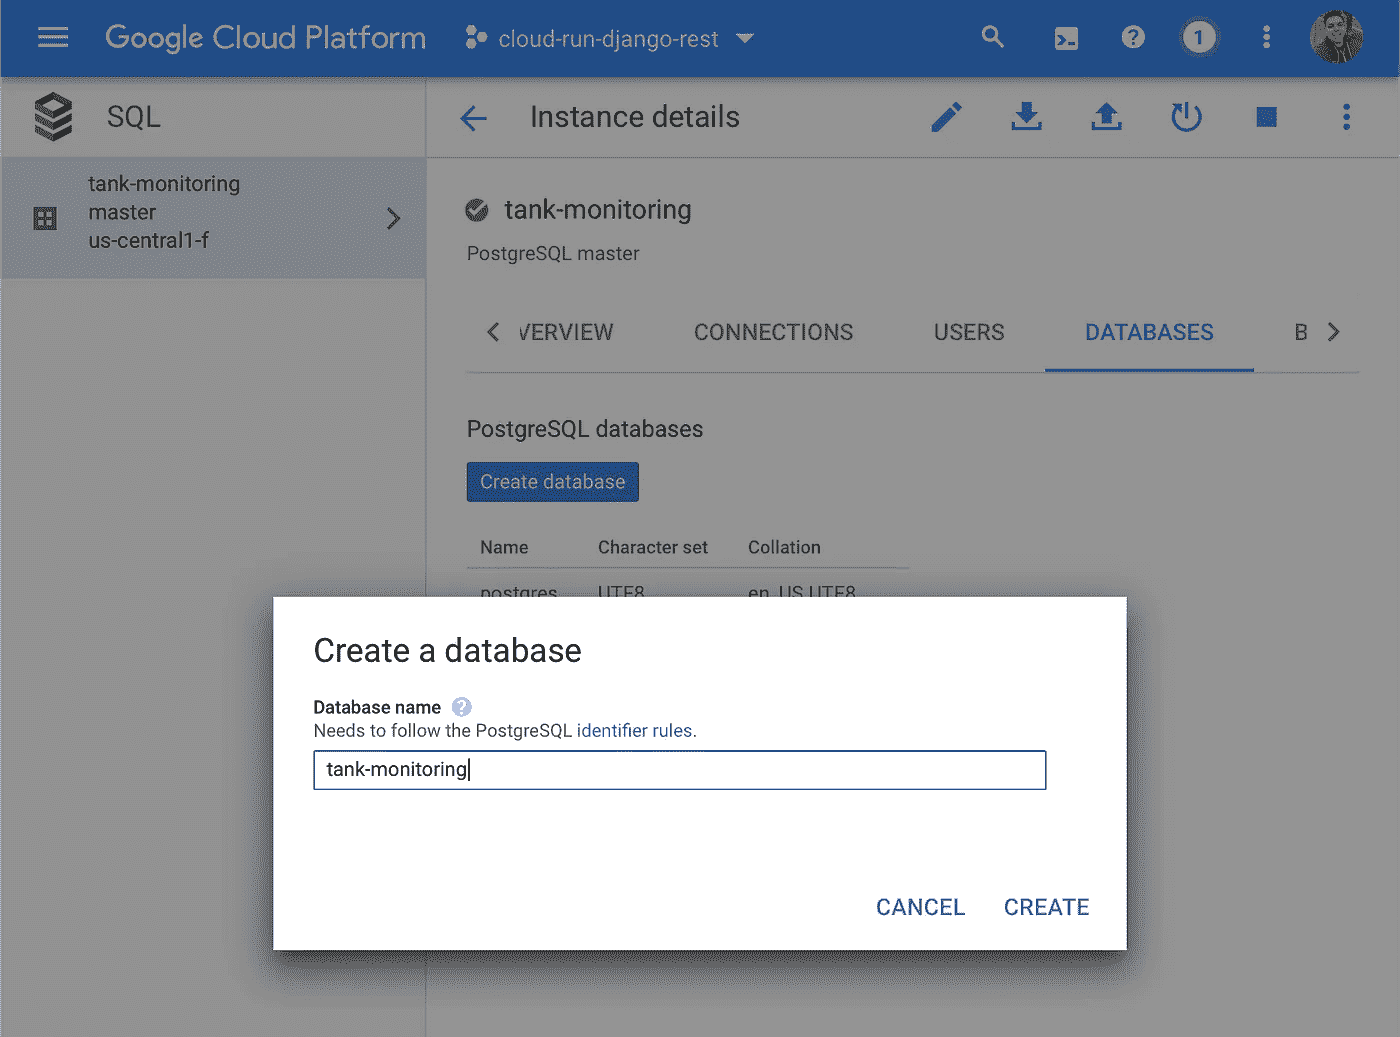 Google Cloud Platform
cloud-run-django-rest
1
SQL
Instance details
tank-monitoring
master
us-central1-f
tank-monitoring
PostgreSQL master
VERVIEW
CONNECTIONS
USERS
DATABASES
B
PostgreSQL databases
Create database
Name Character set Collation
postgres UTF8 en_US.UTF8
Create a database
Database name ?
Needs to follow the PostgreSQL identifier rules.
tank-monitoring
CANCEL CREATE